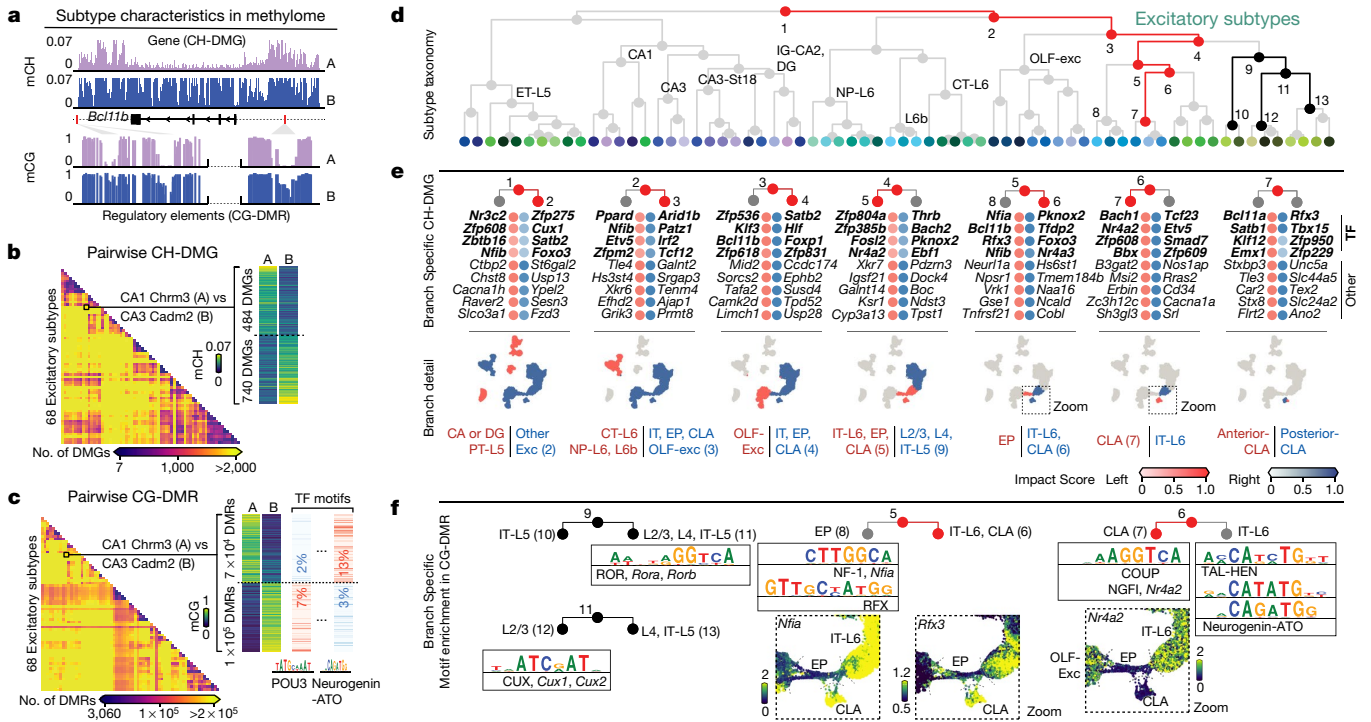 a
Subtype characteristics in methylome
Gene (CH-DMG)
0.07
0
A
mCH
0.07
0
B
Bcl11b
1
0
A
mCG
1
0
B
Regulatory elements (CG-DMR)
b
Pairwise CH-DMG
68 Excitatory subtypes
CA1 Chrm3 (A) vs
CA3 Cadm2 (B)
A B
484 DMGs
740 DMGs
0.07
mCH
0
No. of DMGs
7 1,000 >2,000
c
Pairwise CG-DMR
68 Excitatory subtypes
CA1 Chrm3 (A) vs
CA3 Cadm2 (B)
A B
TF motifs
7 × 10⁴ DMRs
1 × 10⁵ DMRs
2% ... 13%
7% ... 3%
1
mCG
0
POU3 Neurogenin
-ATO
No. of DMRs
3,060 1 × 10⁵ >2 × 10⁵
d
Subtype taxonomy
Excitatory subtypes
1
2
3
4
5
6
7
8
9
10
11
12
13
ET-L5
CA1
CA3
CA3-St18
IG-CA2,
DG
NP-L6
L6b
CT-L6
OLF-exc
e
Branch Specific CH-DMG
1 2
Nr3c2 Zfp275
Zfp608 Cux1
Zbtb16 Satb2
Nfib Foxo3
Ctbp2 St6gal2
Chst8 Usp13
Cacna1h Ypel2
Raver2 Sesn3
Slco3a1 Fzd3
2 3
Ppard Arid1b
Nfib Patz1
Etv5 Irf2
Zfpm2 Tcf12
Tle4 Galnt2
Hs3st4 Srgap3
Xkr6 Tenm4
Efhd2 Ajap1
Grik3 Prmt8
3 4
Zfp536 Satb2
Klf3 Hlf
Bcl11b Foxp1
Zfp618 Zfp831
Mid2 Ccdc174
Sorcs2 Ephb2
Tafa2 Susd4
Camk2d Tpd52
Limch1 Usp28
4 5
Zfp804a Thrb
Zfp385b Bach2
Fosl2 Pknox2
Nr4a2 Ebf1
Xkr7 Pdzrm3
Igsf21 Dock4
Galnt14 Boc
Ksr1 Ndst3
Cyp3a13 Tpst1
5 8 6
Nfia Pknox2
Bcl11b Tfdp2
Rfx3 Foxo3
Nfib Nr4a3
Neurl1a Hs6st1
Npsr1 Tmem184b
Vrk1 Naa16
Gse1 Ncald
Tnfrsf21 Cobl
6 7
Bach1 Tcf23
Nr4a2 Etv5
Zfp608 Smad7
Bbx Zfp609
B3gat2 Nos1ap
Msi2 Rras2
Erbin Cd34
Zc3h12c Cacna1a
Sh3gl3 Srl
7
Bcl11a Rfx3
Satb1 Tbx15
Klf12 Zfp950
Emx1 Zfp229
Stxbp3 Unc5a
Tle3 Slc44a5
Car2 Tex2
Stx8 Slc24a2
Flrt2 Ano2
TF
Other
Branch detail
Zoom
Zoom
CA or DG
PT-L5
Other
Exc (2)
CT-L6
NP-L6, L6b
IT, EP, CLA
OLF-exc (3)
OLF-
Exc
IT, EP,
CLA (4)
IT-L6, EP,
CLA (5)
L2/3, L4,
IT-L5 (9)
EP
IT-L6,
CLA (6)
CLA (7)
IT-L6
Anterior-
CLA
Posterior-
CLA
Impact Score Left Right
0 0.5 1.0
0 0.5 1.0
f
Branch Specific
Motif enrichment in CG-DMR
9
IT-L5 (10) L2/3, L4, IT-L5 (11)
ROR, Rora, Rorb
11
L2/3 (12) L4, IT-L5 (13)
CUX, Cux1, Cux2
5
EP (8) IT-L6, CLA (6)
CTTGGCA
NF-1, Nfia
RFX
Nfia
IT-L6
EP
CLA
2
0
Rfx3
IT-L6
EP
CLA
1.2
0.5
Zoom
6
CLA (7) IT-L6
AAGGTCA
COUP
NGFI, Nr4a2
TAL-HEN
Neurogenin-ATO
Nr4a2
IT-L6
OLF-
Exc
EP
CLA
2
0
Zoom